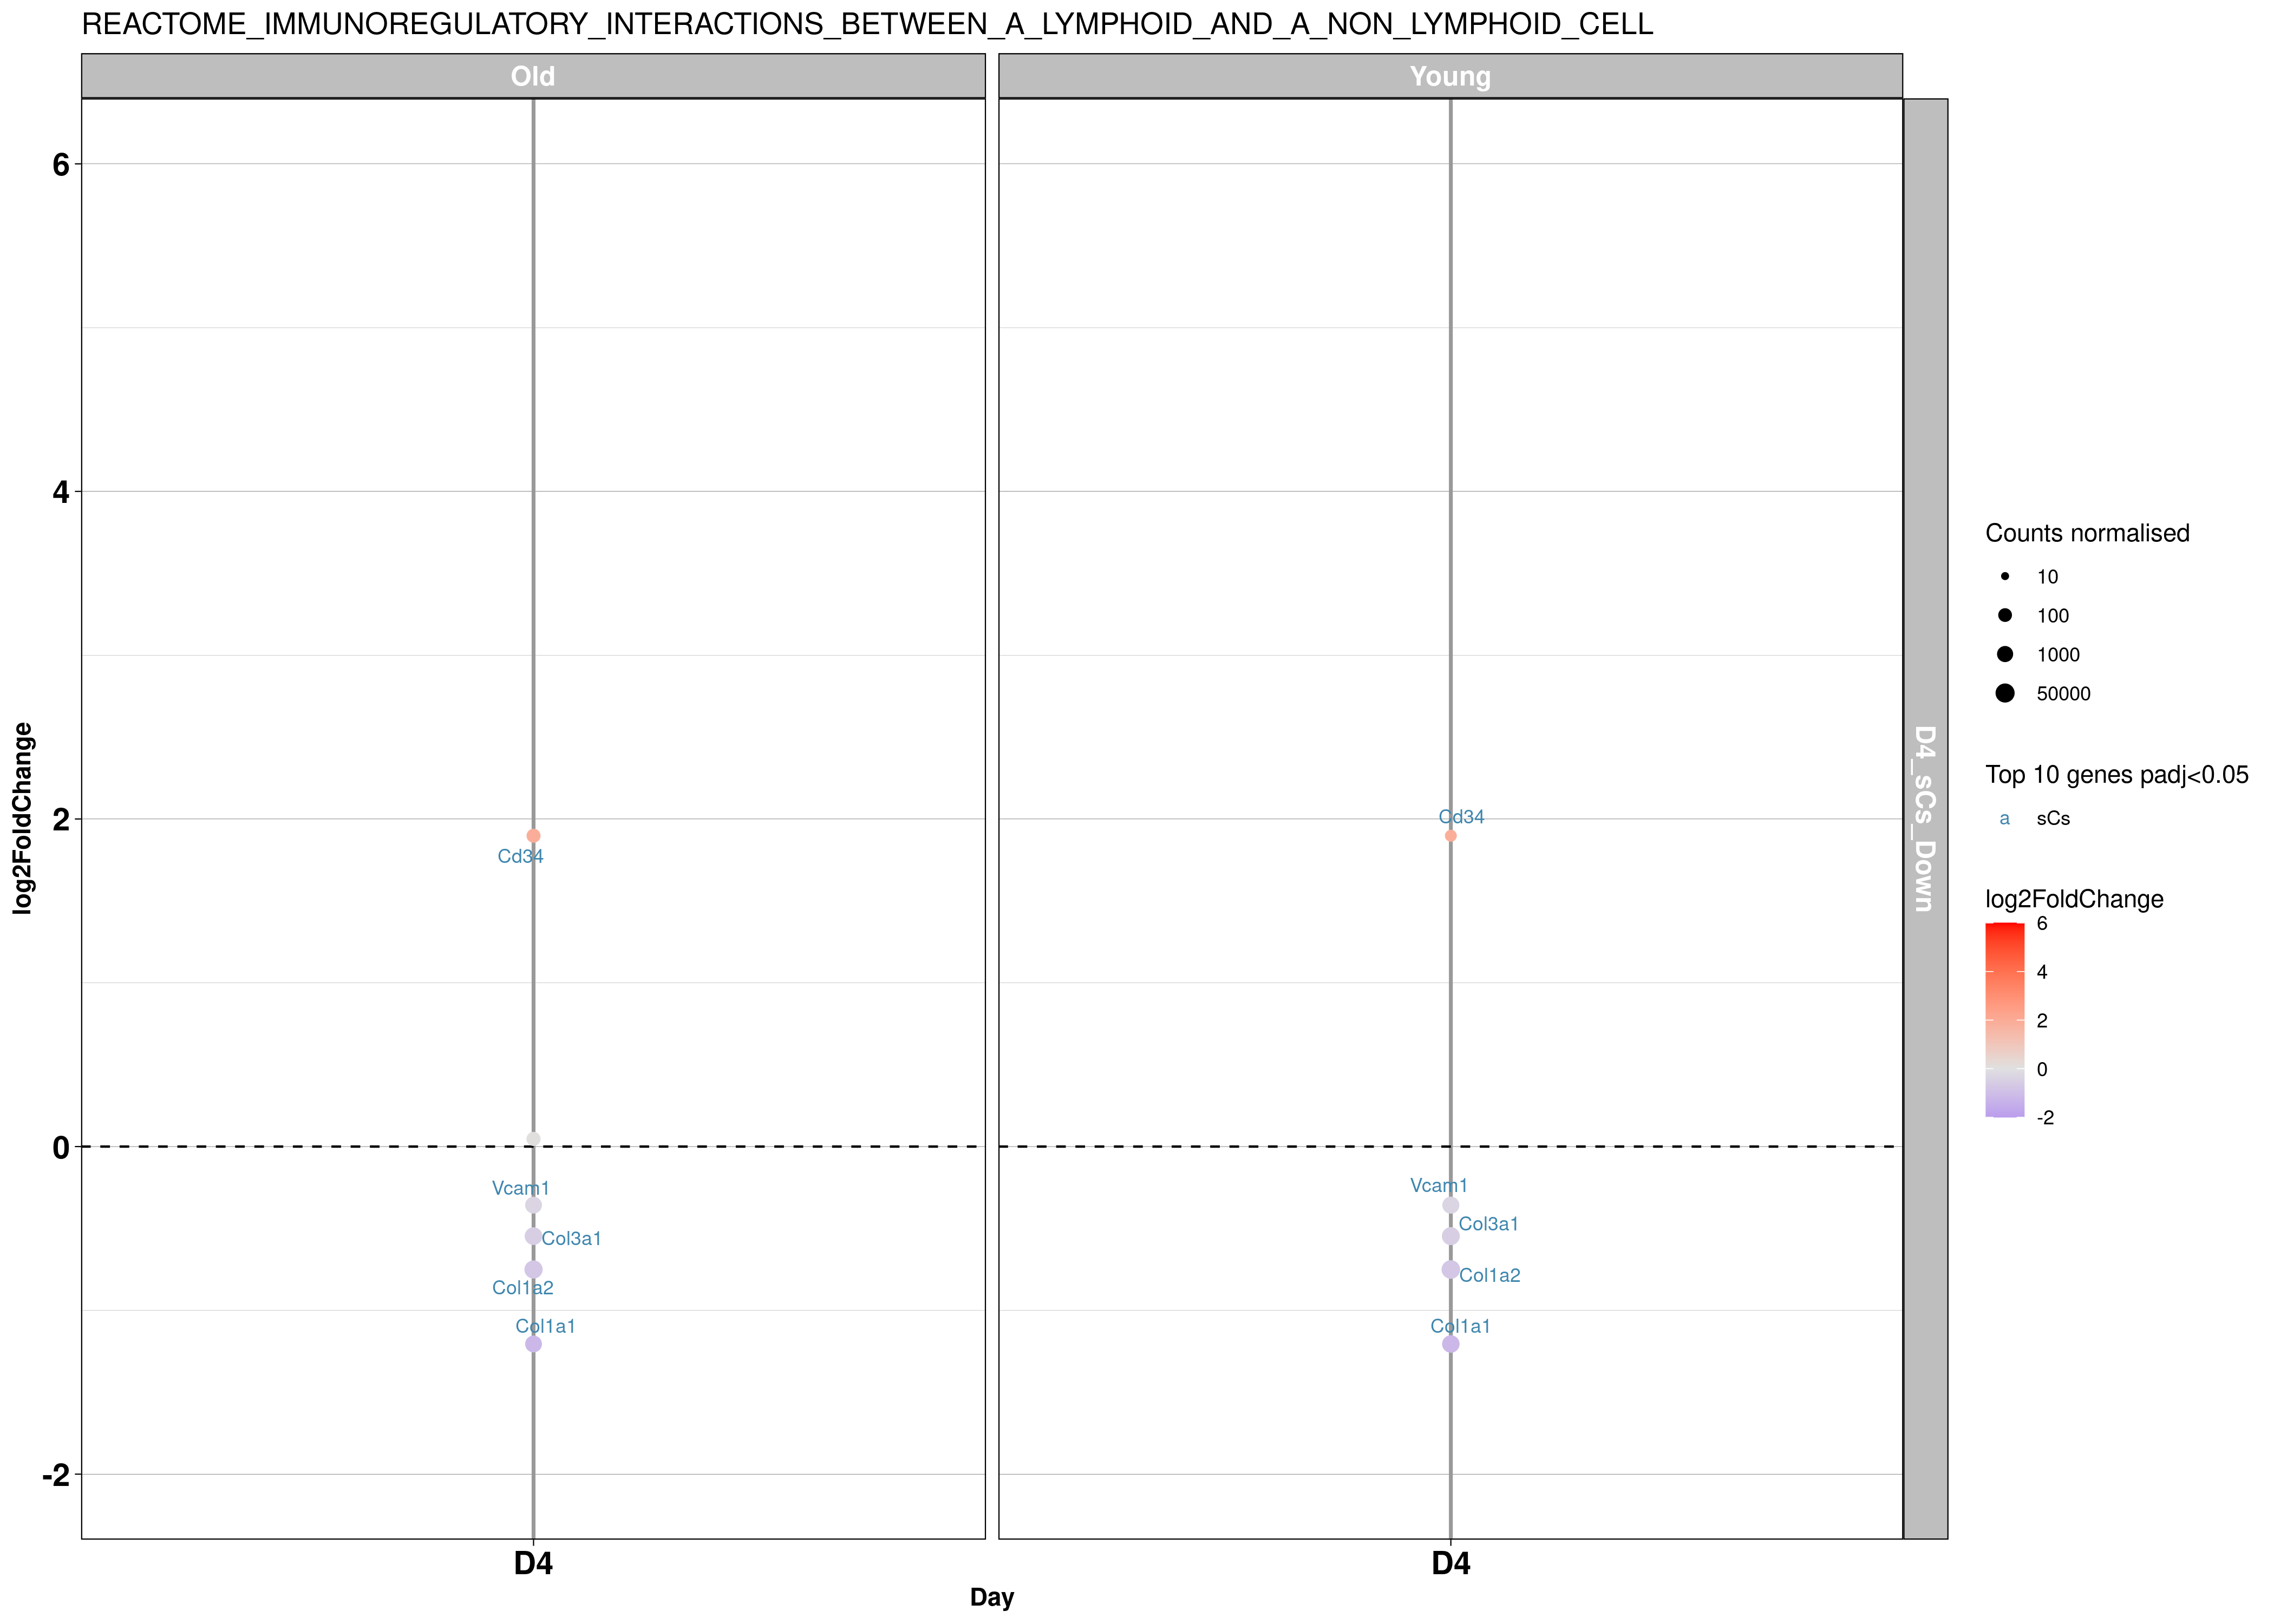 REACTOME_IMMUNOREGULATORY_INTERACTIONS_BETWEEN_A_LYMPHOID_AND_A_NON_LYMPHOID_CELL
Old
Young
6
4
2
0
-2
log2FoldChange
Cd34
Vcam1
Col3a1
Col1a2
Col1a1
Cd34
Vcam1
Col3a1
Col1a2
Col1a1
D4_sCs_Down
D4
D4
Day
Counts normalised
10
100
1000
50000
Top 10 genes padj<0.05
a sCs
log2FoldChange
6
4
2
0
-2